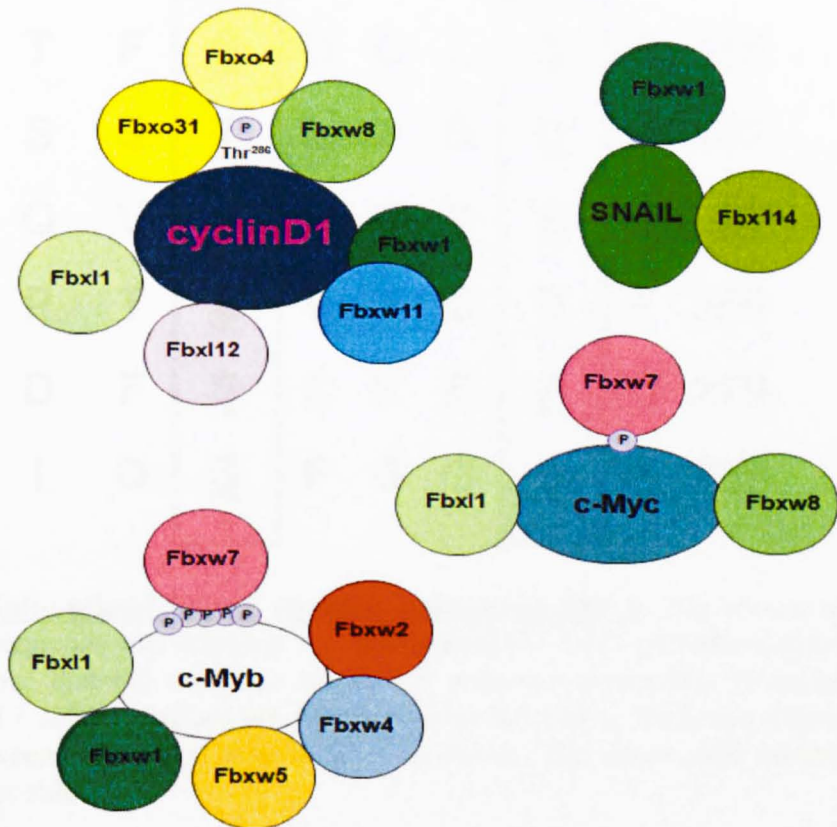 Fbxo4
Fbxo31
P
Fbxw8
Thr286
cyclinD1
Fbxw1
Fbxl1
Fbxw11
Fbxl12
Fbxw1
SNAIL
Fbx114
Fbxw7
P
Fbxl1
c-Myc
Fbxw8
Fbxw7
P P P P P
Fbxw2
Fbxl1
c-Myb
Fbxw4
Fbxw1
Fbxw5